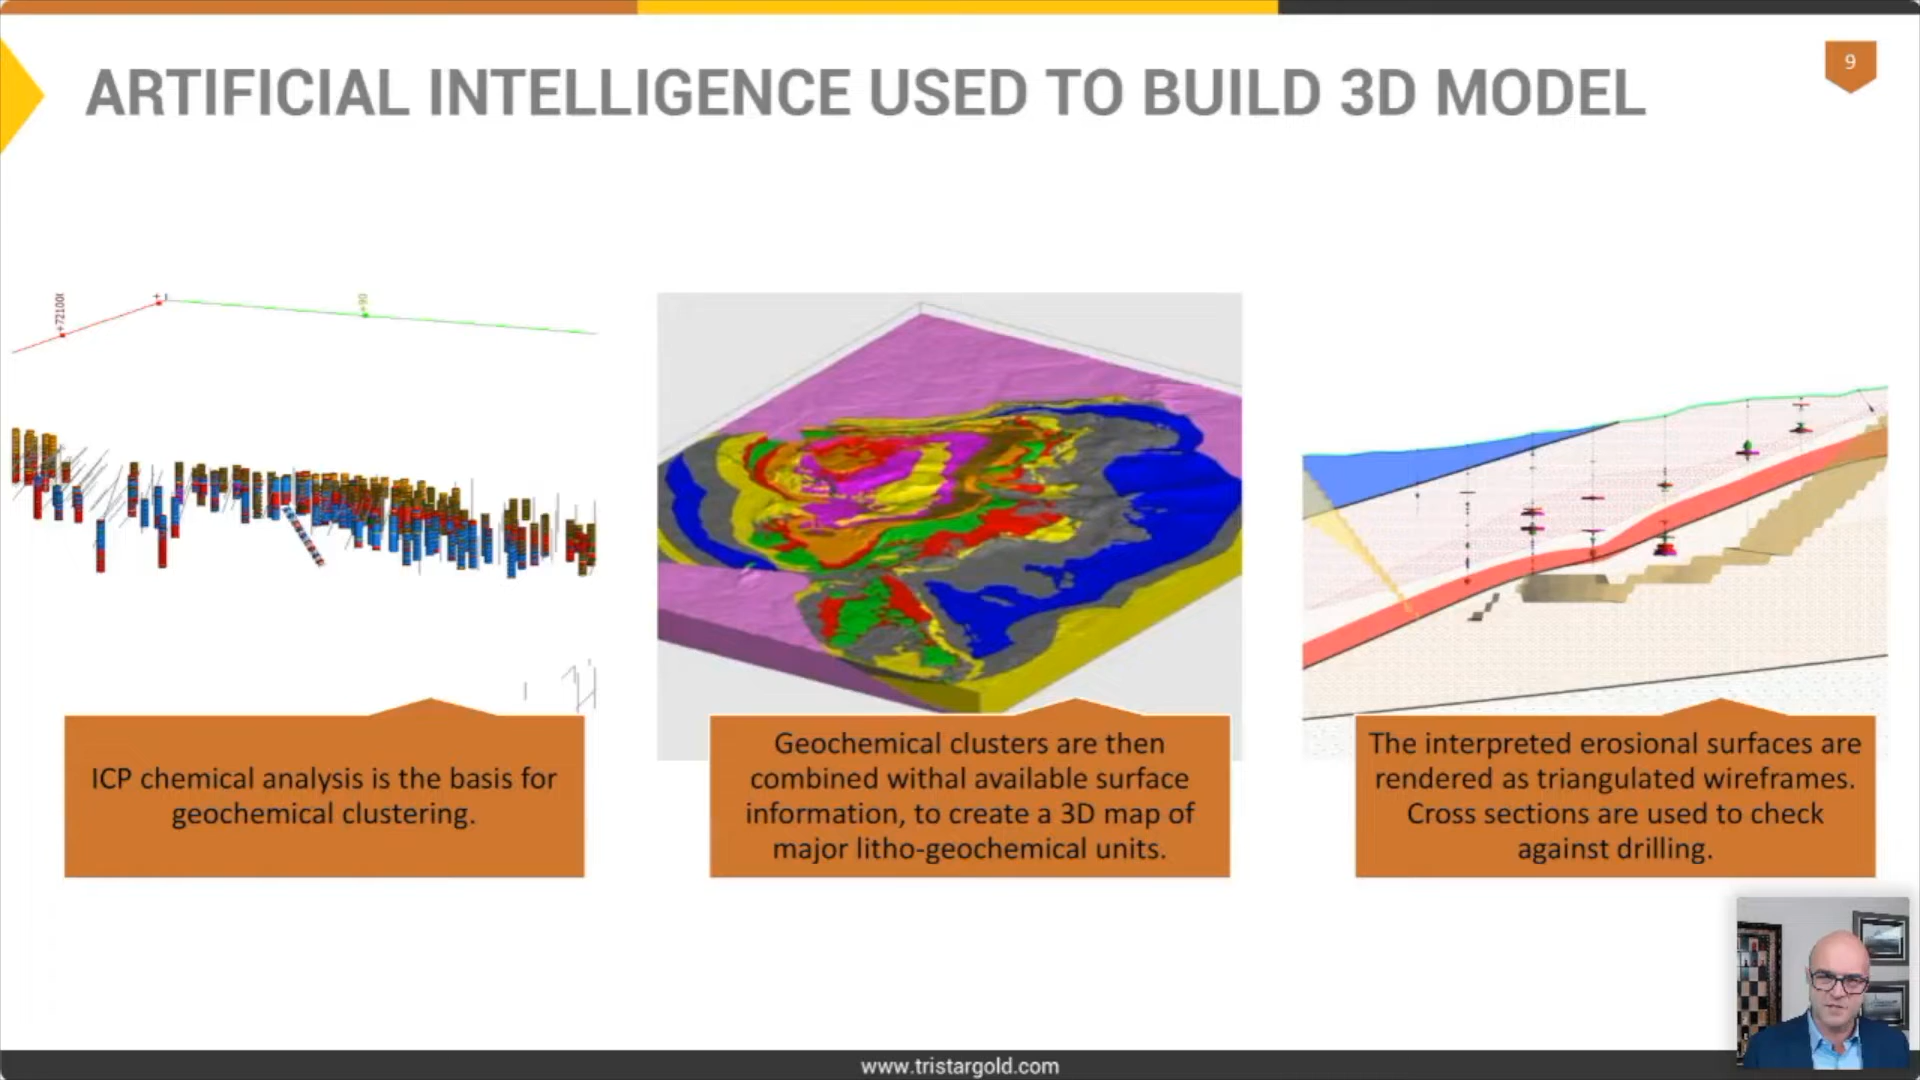 9
ARTIFICIAL INTELLIGENCE USED TO BUILD 3D MODEL
+90
ICP chemical analysis is the basis for
geochemical clustering.
Geochemical clusters are then
combined withal available surface
information, to create a 3D map of
major litho-geochemical units.
The interpreted erosional surfaces are
rendered as triangulated wireframes.
Cross sections are used to check
against drilling.
www.tristargold.com